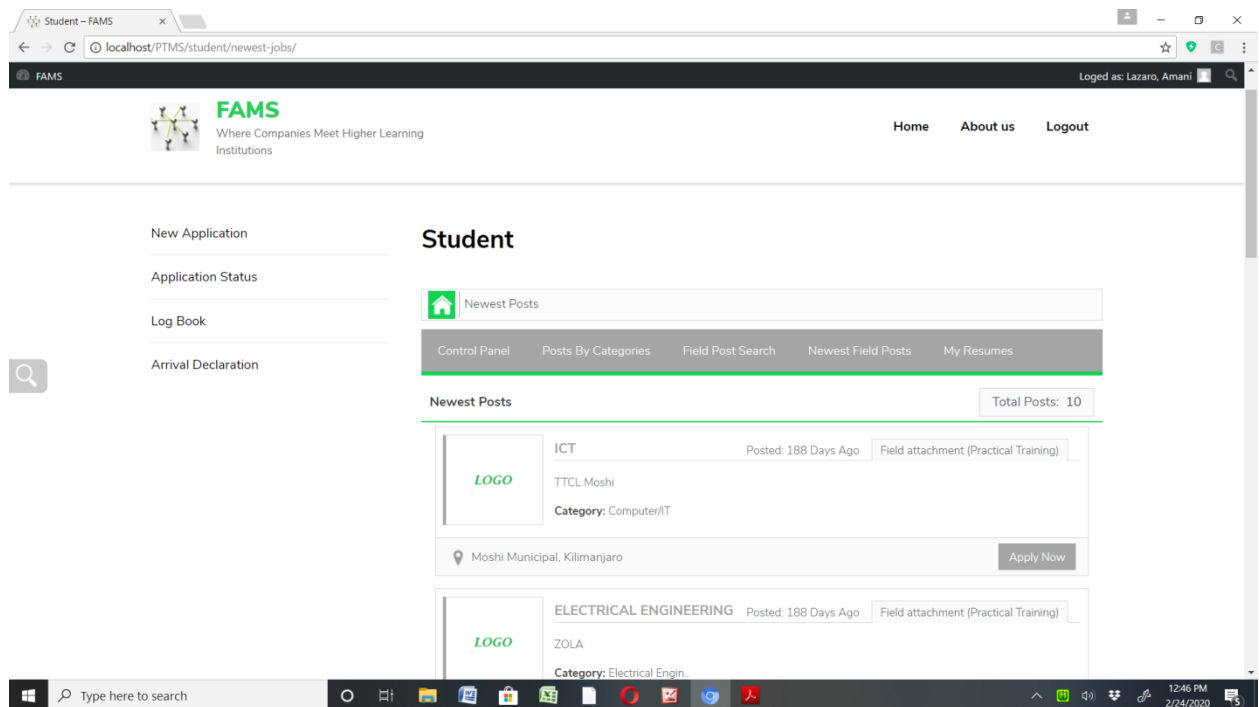 Student – FAMS
localhost/PTMS/student/newest-jobs/
FAMS
Loged as: Lazaro, Amani
FAMS
Where Companies Meet Higher Learning
Institutions
Home About us Logout
New Application
Application Status
Log Book
Arrival Declaration
Student
Newest Posts
Control Panel Posts By Categories Field Post Search Newest Field Posts My Resumes
Newest Posts Total Posts: 10
LOGO
ICT Posted: 188 Days Ago Field attachment (Practical Training)
TTCL Moshi
Category: Computer/IT
Moshi Municipal, Kilimanjaro Apply Now
LOGO
ELECTRICAL ENGINEERING Posted: 188 Days Ago Field attachment (Practical Training)
ZOLA
Category: Electrical Engin...
Type here to search
12:46 PM
2/24/2020
5